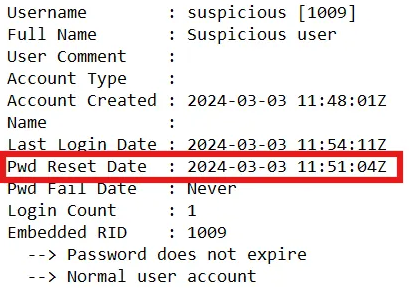 Username : suspicious [1009]
Full Name : Suspicious user
User Comment :
Account Type :
Account Created : 2024-03-03 11:48:01Z
Name :
Last Login Date : 2024-03-03 11:54:11Z
Pwd Reset Date : 2024-03-03 11:51:04Z
Pwd Fail Date : Never
Login Count : 1
Embedded RID : 1009
--> Password does not expire
--> Normal user account